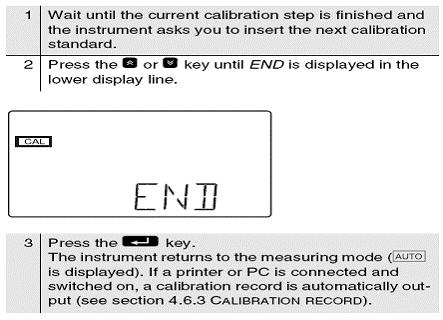 1 Wait until the current calibration step is finished and
the instrument asks you to insert the next calibration
standard.
2 Press the or key until END is displayed in the
lower display line.
CAL
END
3 Press the key.
The instrument returns to the measuring mode (AUTO
is displayed). If a printer or PC is connected and
switched on, a calibration record is automatically out-
put (see section 4.6.3 CALIBRATION RECORD).